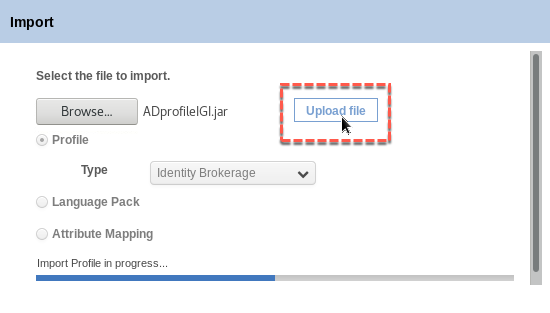 Import
Select the file to import.
Browse... ADprofileIGI.jar Upload file
Profile
Type Identity Brokerage
Language Pack
Attribute Mapping
Import Profile in progress...